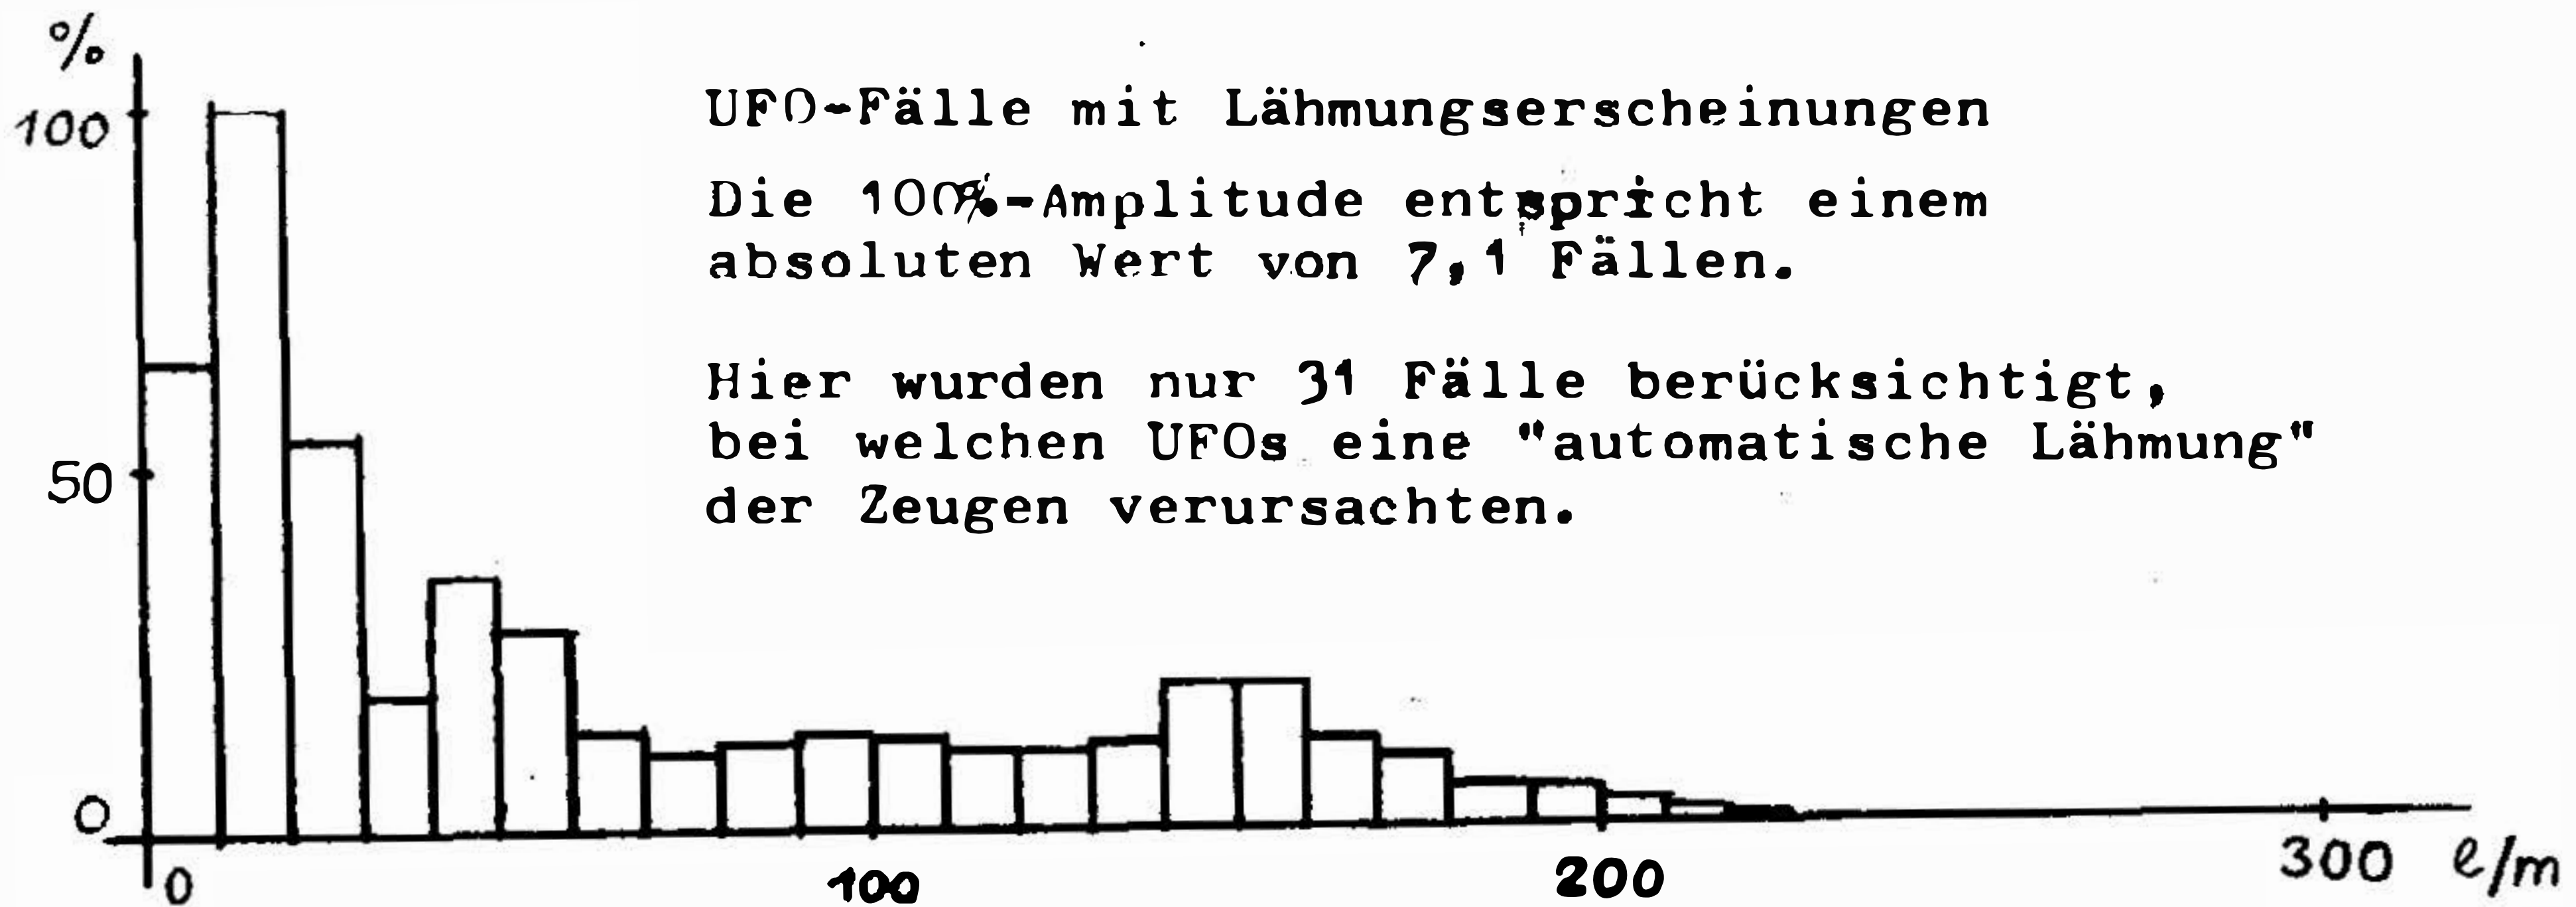 %
100
50
0
UFO-Fälle mit Lähmungserscheinungen
Die 100%-Amplitude entspricht einem
absoluten Wert von 7,1 Fällen.
Hier wurden nur 31 Fälle berücksichtigt,
bei welchen UFOs eine "automatische Lähmung"
der Zeugen verursachten.
0 100 200 300 e/m